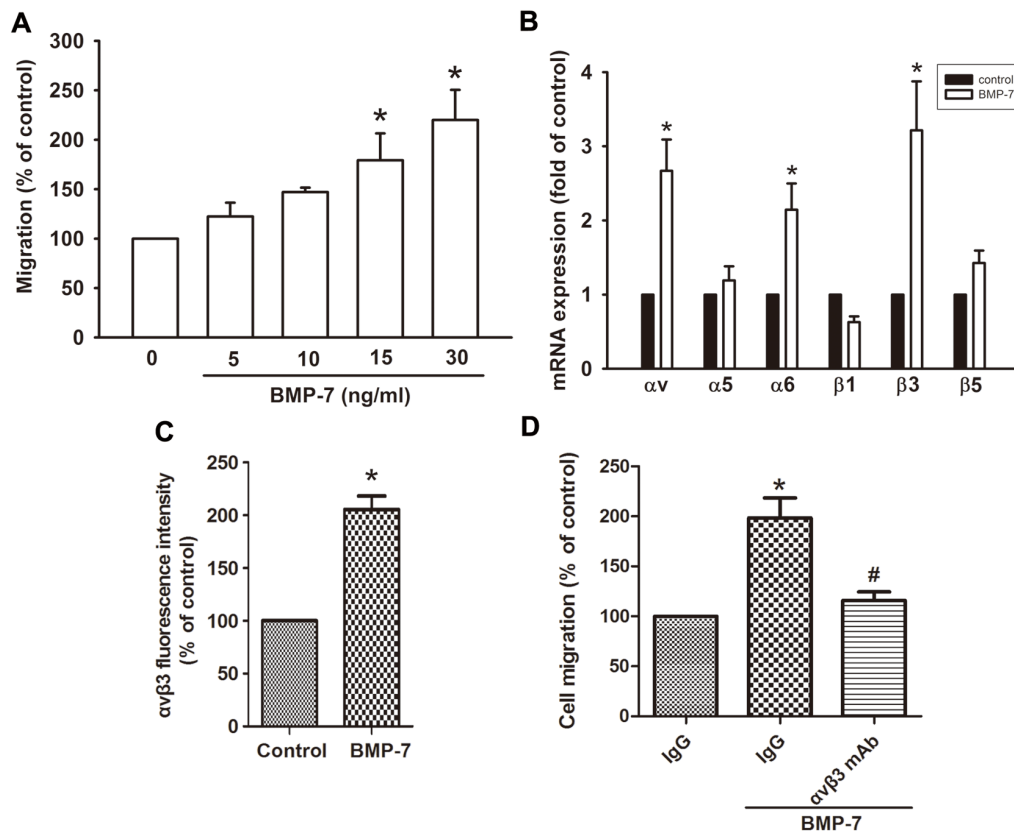 A
Migration (% of control)
300
250
200
150
100
50
0
*
*
0 5 10 15 30
BMP-7 (ng/ml)
B
mRNA expression (fold of control)
4
3
2
1
0
*
*
*
control
BMP-7
αv α5 α6 β1 β3 β5
C
αvβ3 fluorescence intensity
(% of control)
250
200
150
100
50
0
*
Control BMP-7
D
Cell migration (% of control)
250
200
150
100
50
0
*
#
IgG
IgG
αvβ3 mAb
BMP-7